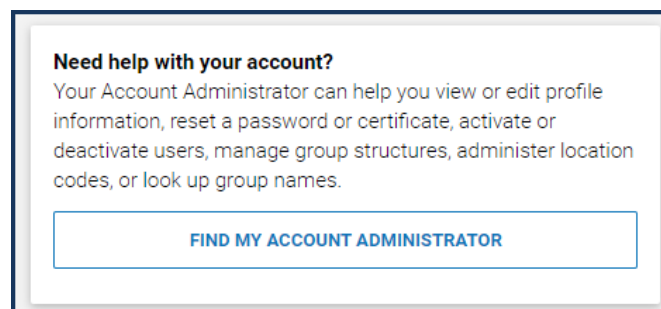 Need help with your account?
Your Account Administrator can help you view or edit profile
information, reset a password or certificate, activate or
deactivate users, manage group structures, administer location
codes, or look up group names.
FIND MY ACCOUNT ADMINISTRATOR